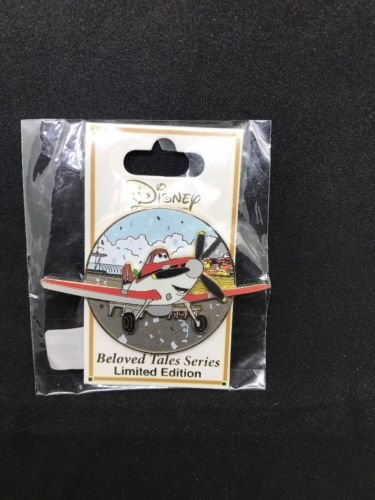 Disney
Beloved Tales Series
Limited Edition